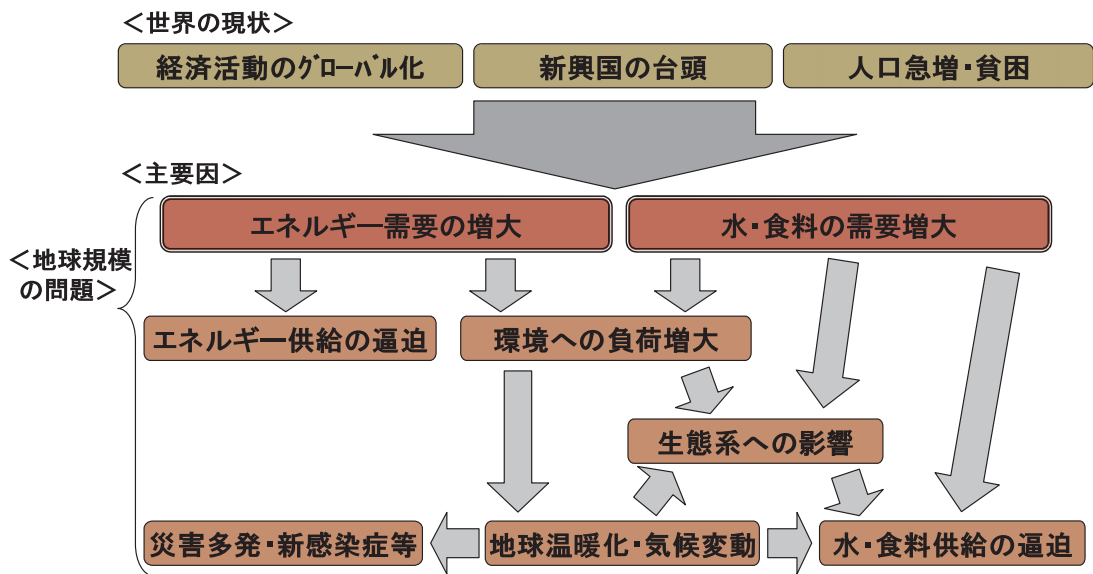 ＜世界の現状＞
経済活動のｸﾞﾛｰﾊﾞﾙ化
新興国の台頭
人口急増・貧困
＜主要因＞
エネルギー需要の増大
水・食料の需要増大
＜地球規模
の問題＞
エネルギー供給の逼迫
環境への負荷増大
生態系への影響
災害多発・新感染症等
地球温暖化・気候変動
水・食料供給の逼迫